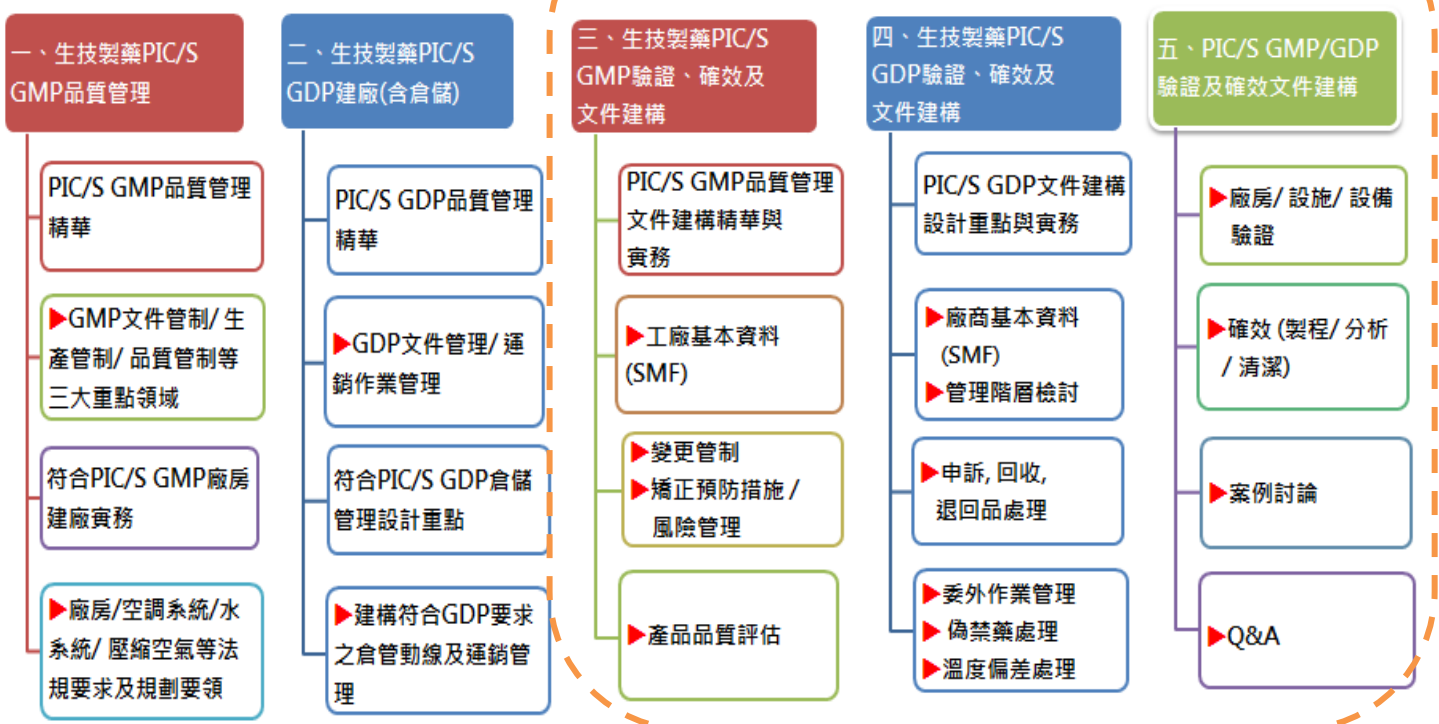 一、生技製藥PIC/S
GMP品質管理
PIC/S GMP品質管理
精華
▶GMP文件管制/ 生
產管制/ 品質管制等
三大重點領域
符合PIC/S GMP廠房
建廠實務
▶廠房/空調系統/水
系統/ 壓縮空氣等法
規要求及規劃要領
二、生技製藥PIC/S
GDP建廠(含倉儲)
PIC/S GDP品質管理
精華
▶GDP文件管理/ 運
銷作業管理
符合PIC/S GDP倉儲
管理設計重點
▶建構符合GDP要求
之倉管動線及運銷管
理
三、生技製藥PIC/S
GMP驗證、確效及
文件建構
PIC/S GMP品質管理
文件建構精華與
實務
▶工廠基本資料
(SMF)
▶變更管制
▶矯正預防措施 /
風險管理
▶產品品質評估
四、生技製藥PIC/S
GDP驗證、確效及
文件建構
PIC/S GDP文件建構
設計重點與實務
▶廠商基本資料
(SMF)
▶管理階層檢討
▶申訴, 回收,
退回品處理
▶委外作業管理
▶偽禁藥處理
▶溫度偏差處理
五、PIC/S GMP/GDP
驗證及確效文件建構
▶廠房/ 設施/ 設備
驗證
▶確效 (製程/ 分析
/ 清潔)
▶案例討論
▶Q&A